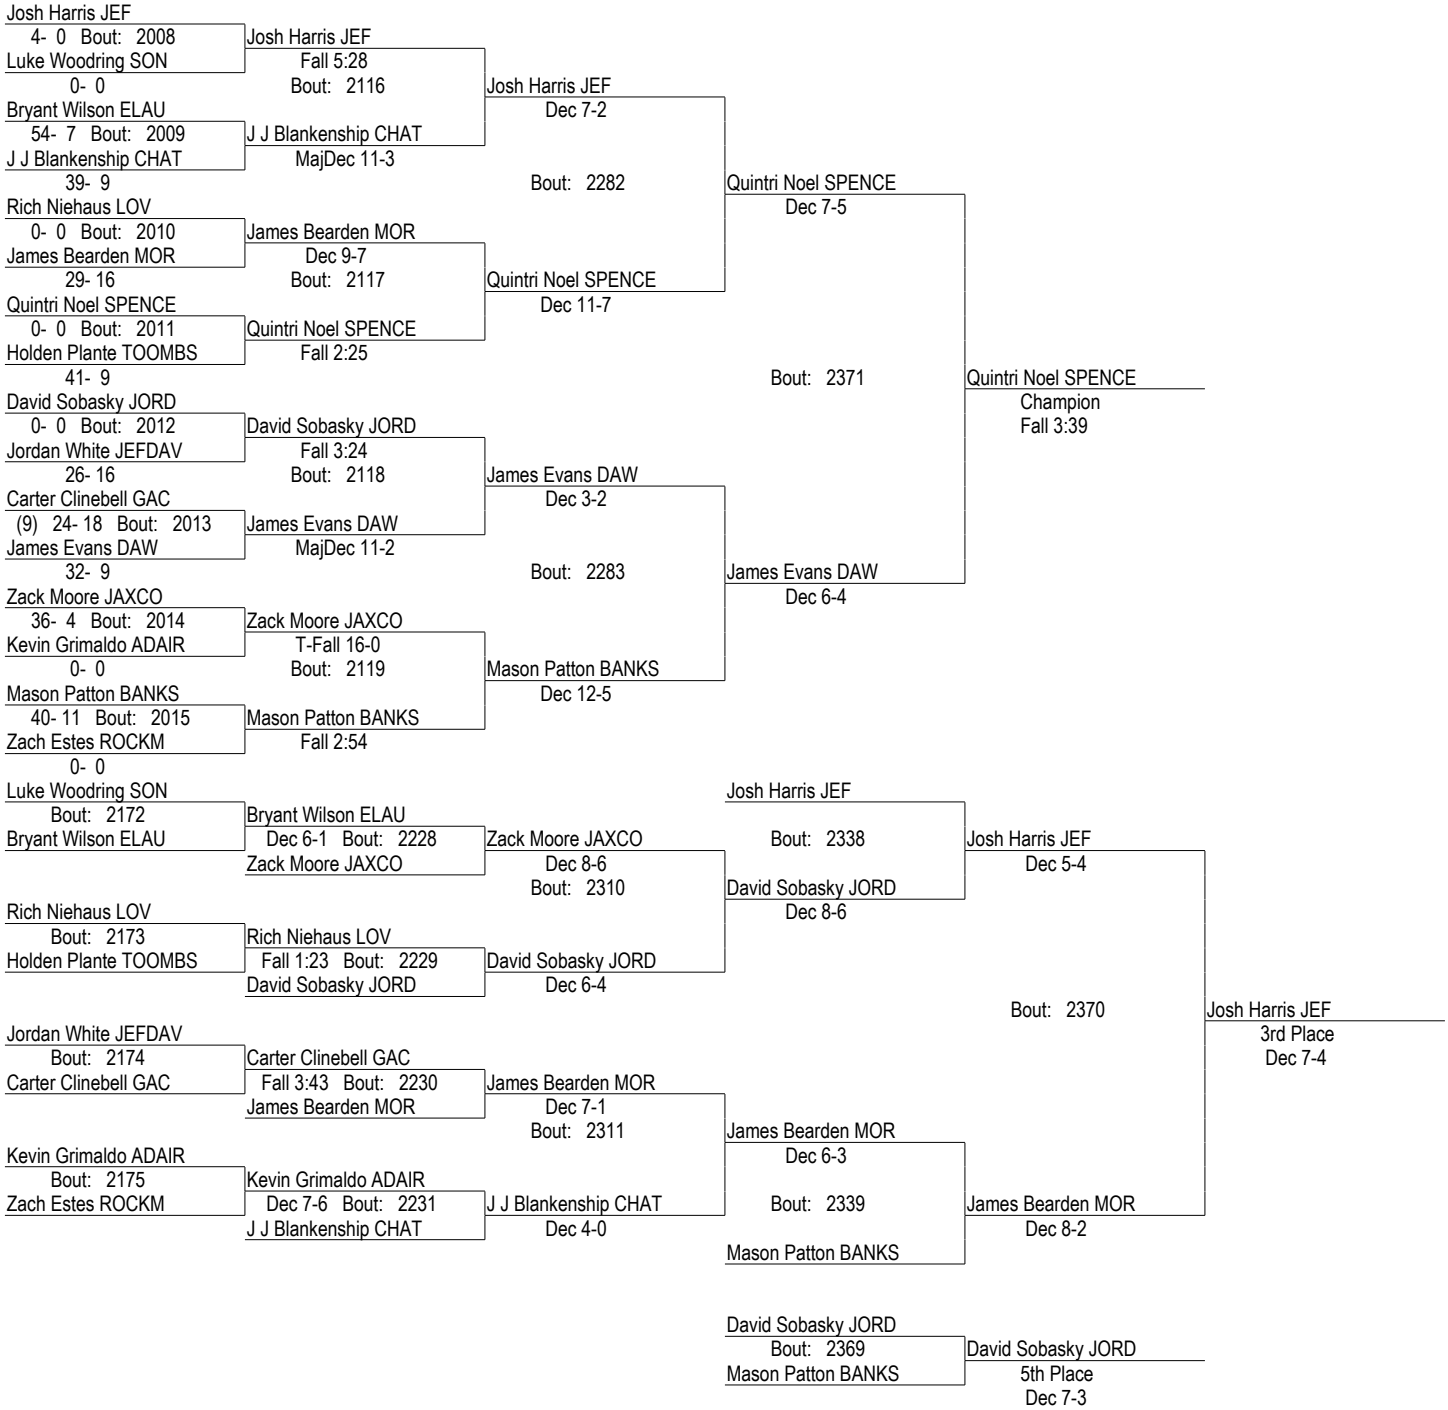 Josh Harris JEF
4- 0 Bout: 2008 Josh Harris JEF
Luke Woodring SON Fall 5:28
0- 0 Bout: 2116 Josh Harris JEF
Bryant Wilson ELAU Dec 7-2
54- 7 Bout: 2009 J J Blankenship CHAT
J J Blankenship CHAT MajDec 11-3
39- 9 Bout: 2282 Quintri Noel SPENCE
Rich Niehaus LOV Dec 7-5
0- 0 Bout: 2010 James Bearden MOR
James Bearden MOR Dec 9-7
29- 16 Bout: 2117 Quintri Noel SPENCE
Quintri Noel SPENCE Dec 11-7
0- 0 Bout: 2011 Quintri Noel SPENCE
Holden Plante TOOMBS Fall 2:25
41- 9 Bout: 2371 Quintri Noel SPENCE
David Sobasky JORD Champion
0- 0 Bout: 2012 David Sobasky JORD Fall 3:39
Jordan White JEFDAV Fall 3:24
26- 16 Bout: 2118 James Evans DAW
Carter Clinebell GAC Dec 3-2
(9) 24- 18 Bout: 2013 James Evans DAW
James Evans DAW MajDec 11-2
32- 9 Bout: 2283 James Evans DAW
Zack Moore JAXCO Dec 6-4
36- 4 Bout: 2014 Zack Moore JAXCO
Kevin Grimaldo ADAIR T-Fall 16-0
0- 0 Bout: 2119 Mason Patton BANKS
Mason Patton BANKS Dec 12-5
40- 11 Bout: 2015 Mason Patton BANKS
Zach Estes ROCKM Fall 2:54
0- 0
Luke Woodring SON Josh Harris JEF
Bout: 2172 Bryant Wilson ELAU
Bryant Wilson ELAU Dec 6-1 Bout: 2228 Zack Moore JAXCO Bout: 2338 Josh Harris JEF
Zack Moore JAXCO Dec 8-6 Dec 5-4
Bout: 2310 David Sobasky JORD
Rich Niehaus LOV Dec 8-6
Bout: 2173 Rich Niehaus LOV
Holden Plante TOOMBS Fall 1:23 Bout: 2229 David Sobasky JORD
David Sobasky JORD Dec 6-4
Bout: 2370 Josh Harris JEF
Jordan White JEFDAV 3rd Place
Bout: 2174 Carter Clinebell GAC Dec 7-4
Carter Clinebell GAC Fall 3:43 Bout: 2230 James Bearden MOR
James Bearden MOR Dec 7-1
Bout: 2311 James Bearden MOR
Kevin Grimaldo ADAIR Dec 6-3
Bout: 2175 Kevin Grimaldo ADAIR
Zach Estes ROCKM Dec 7-6 Bout: 2231 J J Blankenship CHAT Bout: 2339 James Bearden MOR
J J Blankenship CHAT Dec 4-0 Dec 8-2
Mason Patton BANKS
David Sobasky JORD
Bout: 2369 David Sobasky JORD
Mason Patton BANKS 5th Place
Dec 7-3